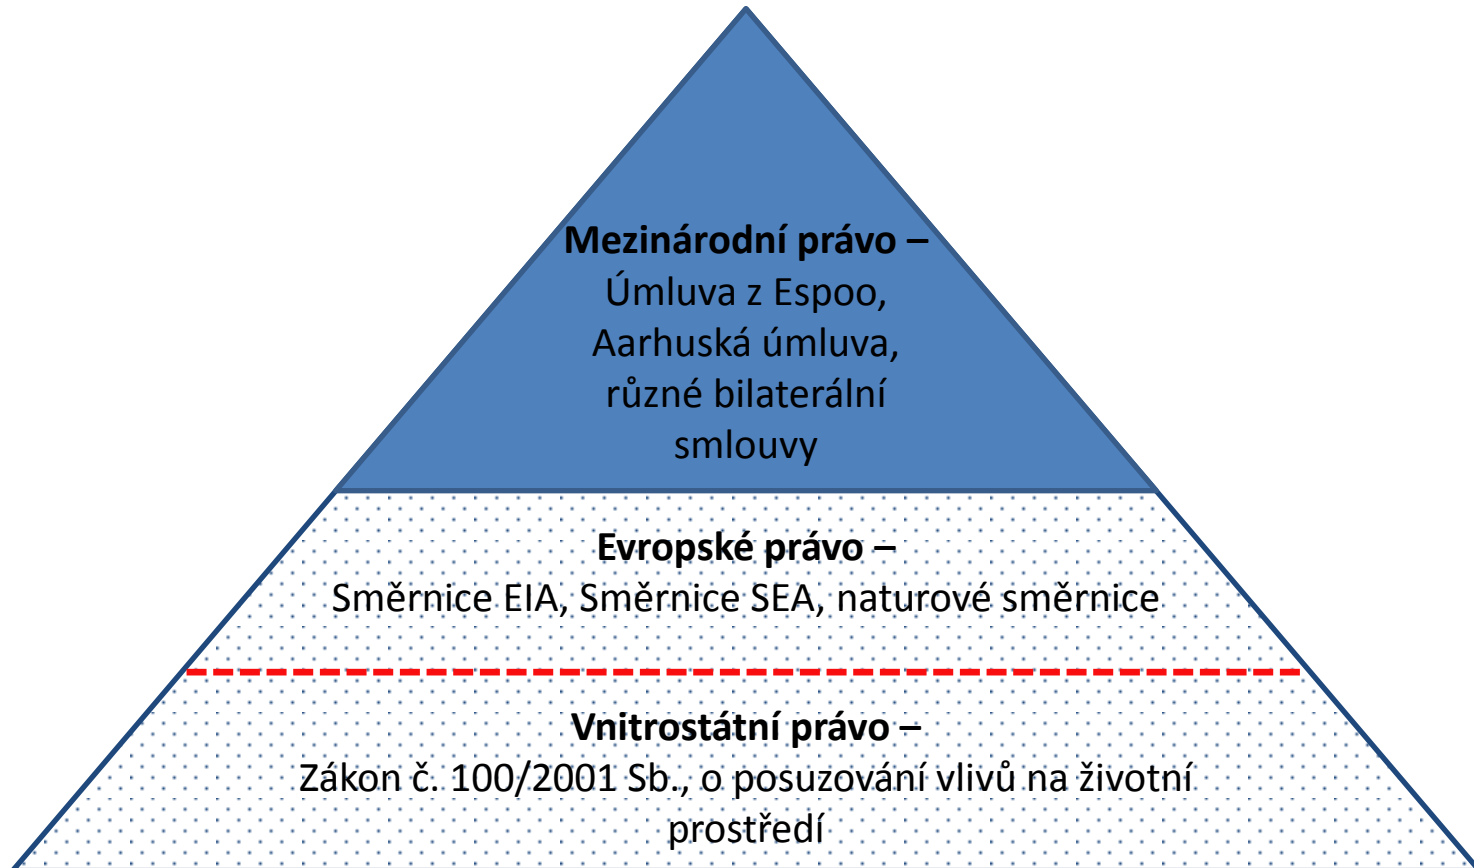 Mezinárodní právo –
Úmluva z Espoo,
Aarhuská úmluva,
různé bilaterální
smlouvy
Evropské právo –
Směrnice EIA, Směrnice SEA, naturové směrnice
Vnitrostátní právo –
Zákon č. 100/2001 Sb., o posuzování vlivů na životní
prostředí